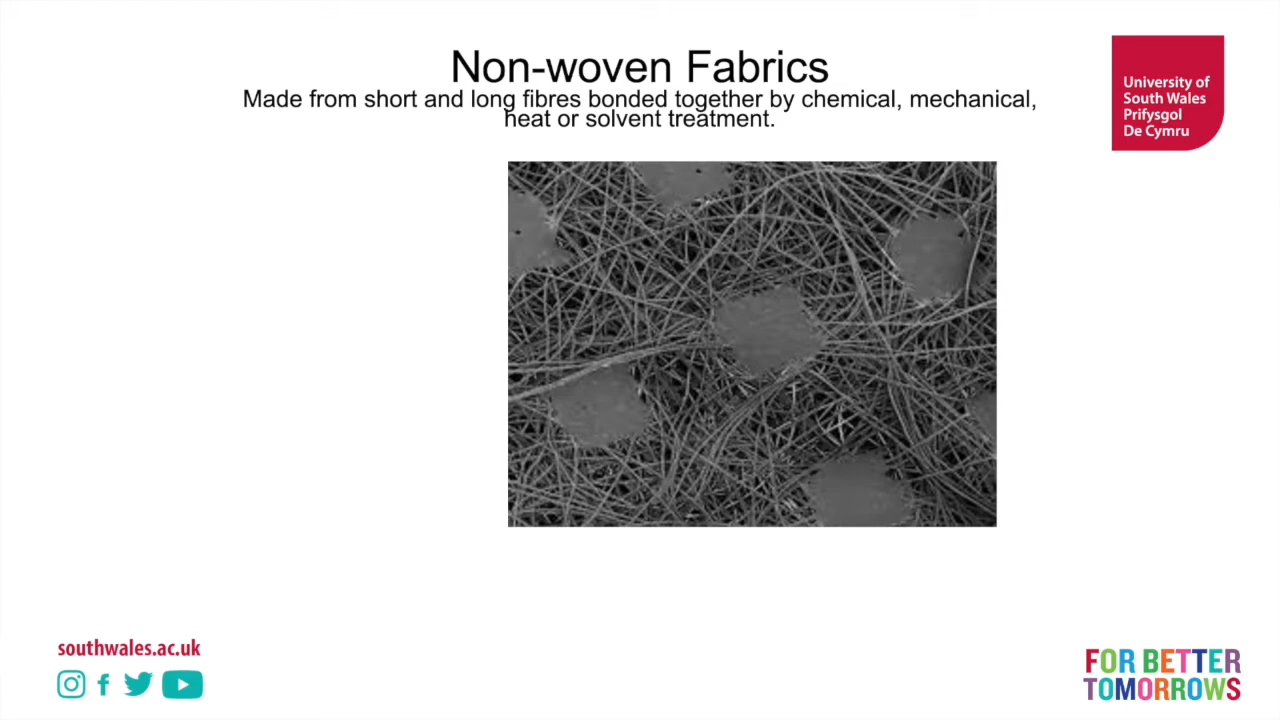 Non-woven Fabrics
Made from short and long fibres bonded together by chemical, mechanical,
heat or solvent treatment.
University of
South Wales
Prifysgol
De Cymru
southwales.ac.uk
FOR BETTER
TOMORROWS